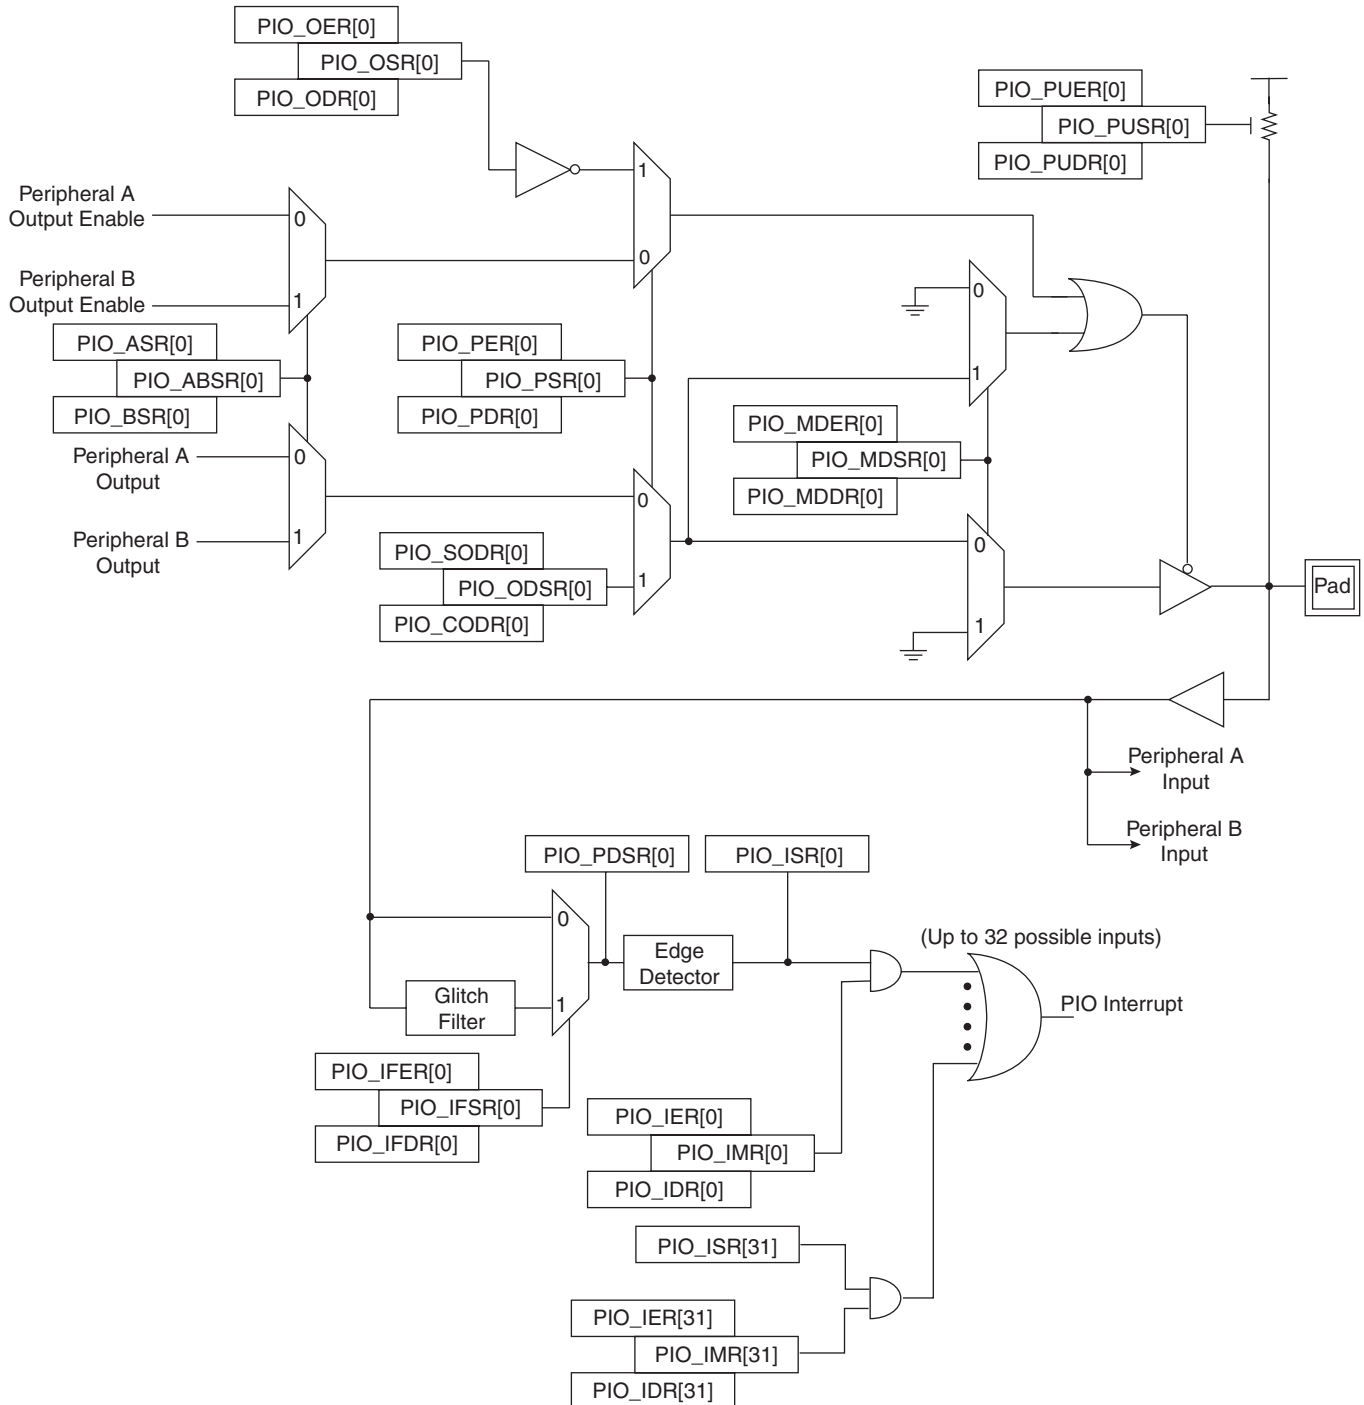 PIO_OER[0]
PIO_OSR[0]
PIO_ODR[0]
PIO_PUER[0]
PIO_PUSR[0]
PIO_PUDR[0]
1
Peripheral A
Output Enable
0
0
Peripheral B
Output Enable
1
0
PIO_ASR[0]
PIO_ABSR[0]
PIO_BSR[0]
PIO_PER[0]
PIO_PSR[0]
PIO_PDR[0]
1
PIO_MDER[0]
PIO_MDSR[0]
PIO_MDDR[0]
Peripheral A
Output
0
0
Peripheral B
Output
1
PIO_SODR[0]
PIO_ODSR[0]
PIO_CODR[0]
1
0
1
Pad
Peripheral A
Input
Peripheral B
Input
PIO_PDSR[0]
PIO_ISR[0]
0
Edge
Detector
(Up to 32 possible inputs)
Glitch
Filter
1
PIO Interrupt
PIO_IFER[0]
PIO_IFSR[0]
PIO_IFDR[0]
PIO_IER[0]
PIO_IMR[0]
PIO_IDR[0]
PIO_ISR[31]
PIO_IER[31]
PIO_IMR[31]
PIO_IDR[31]